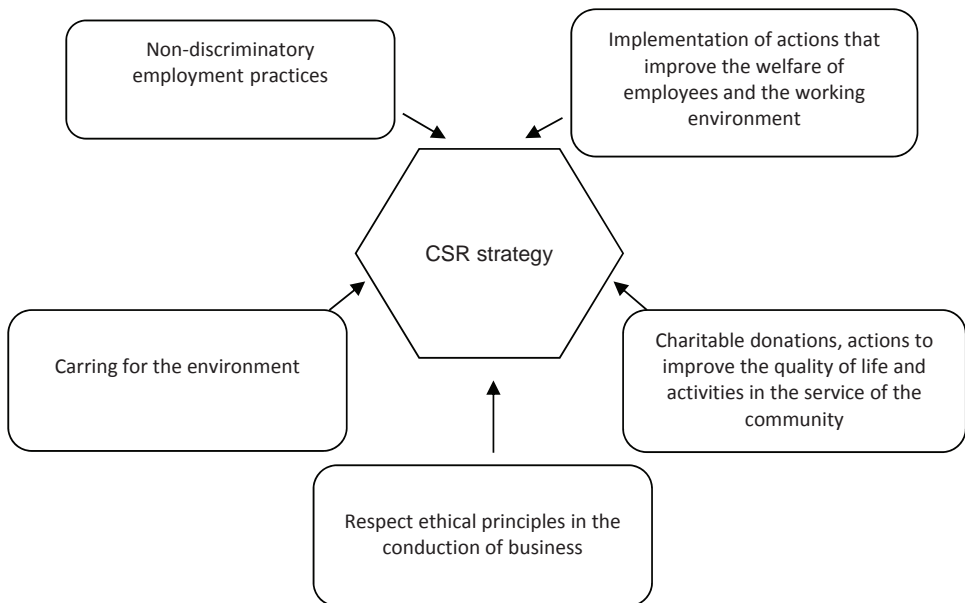 Non-discriminatory
employment practices
Implementation of actions that
improve the welfare of
employees and the working
environment
CSR strategy
Carring for the environment
Charitable donations, actions to
improve the quality of life and
activities in the service of the
community
Respect ethical principles in the
conduction of business